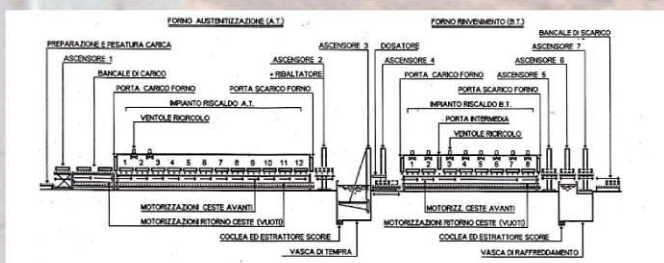 FORNO AUSTENITIZZAZIONE (A.T.)
FORNO RINVENIMENTO (B.T.)
BANCALE DI SCARICO
PREPARAZIONE E PESATURA CARICA
ASCENSORE 1
BANCALE DI CARICO
PORTA CARICO FORNO
IMPIANTO RISCALDO A.T.
VENTOLE RICIRCOLO
PORTA SCARICO FORNO
ASCENSORE 2
+ RIBALTATORE
ASCENSORE 3
DOSATORE
ASCENSORE 4
PORTA CARICO FORNO
ASCENSORE 5
ASCENSORE 6
ASCENSORE 7
PORTA SCARICO FORNO
IMPIANTO RISCALDO B.T.
PORTA INTERMEDIA
VENTOLE RICIRCOLO
1 2 3 4 5 6 7 8 9 10 11 12
1 2 3 4 5 6 7 8
MOTORIZZAZIONI CESTE AVANTI
MOTORIZZAZIONI RITORNO CESTE (VUOTI)
COCLEA ED ESTRATTORE SCORIE
VASCA DI TEMPRA
MOTORIZZ. CESTE AVANTI
MOTORIZZAZIONI RITORNO CESTE (VUOTI)
COCLEA ED ESTRATTORE SCORIE
VASCA DI RAFFREDDAMENTO